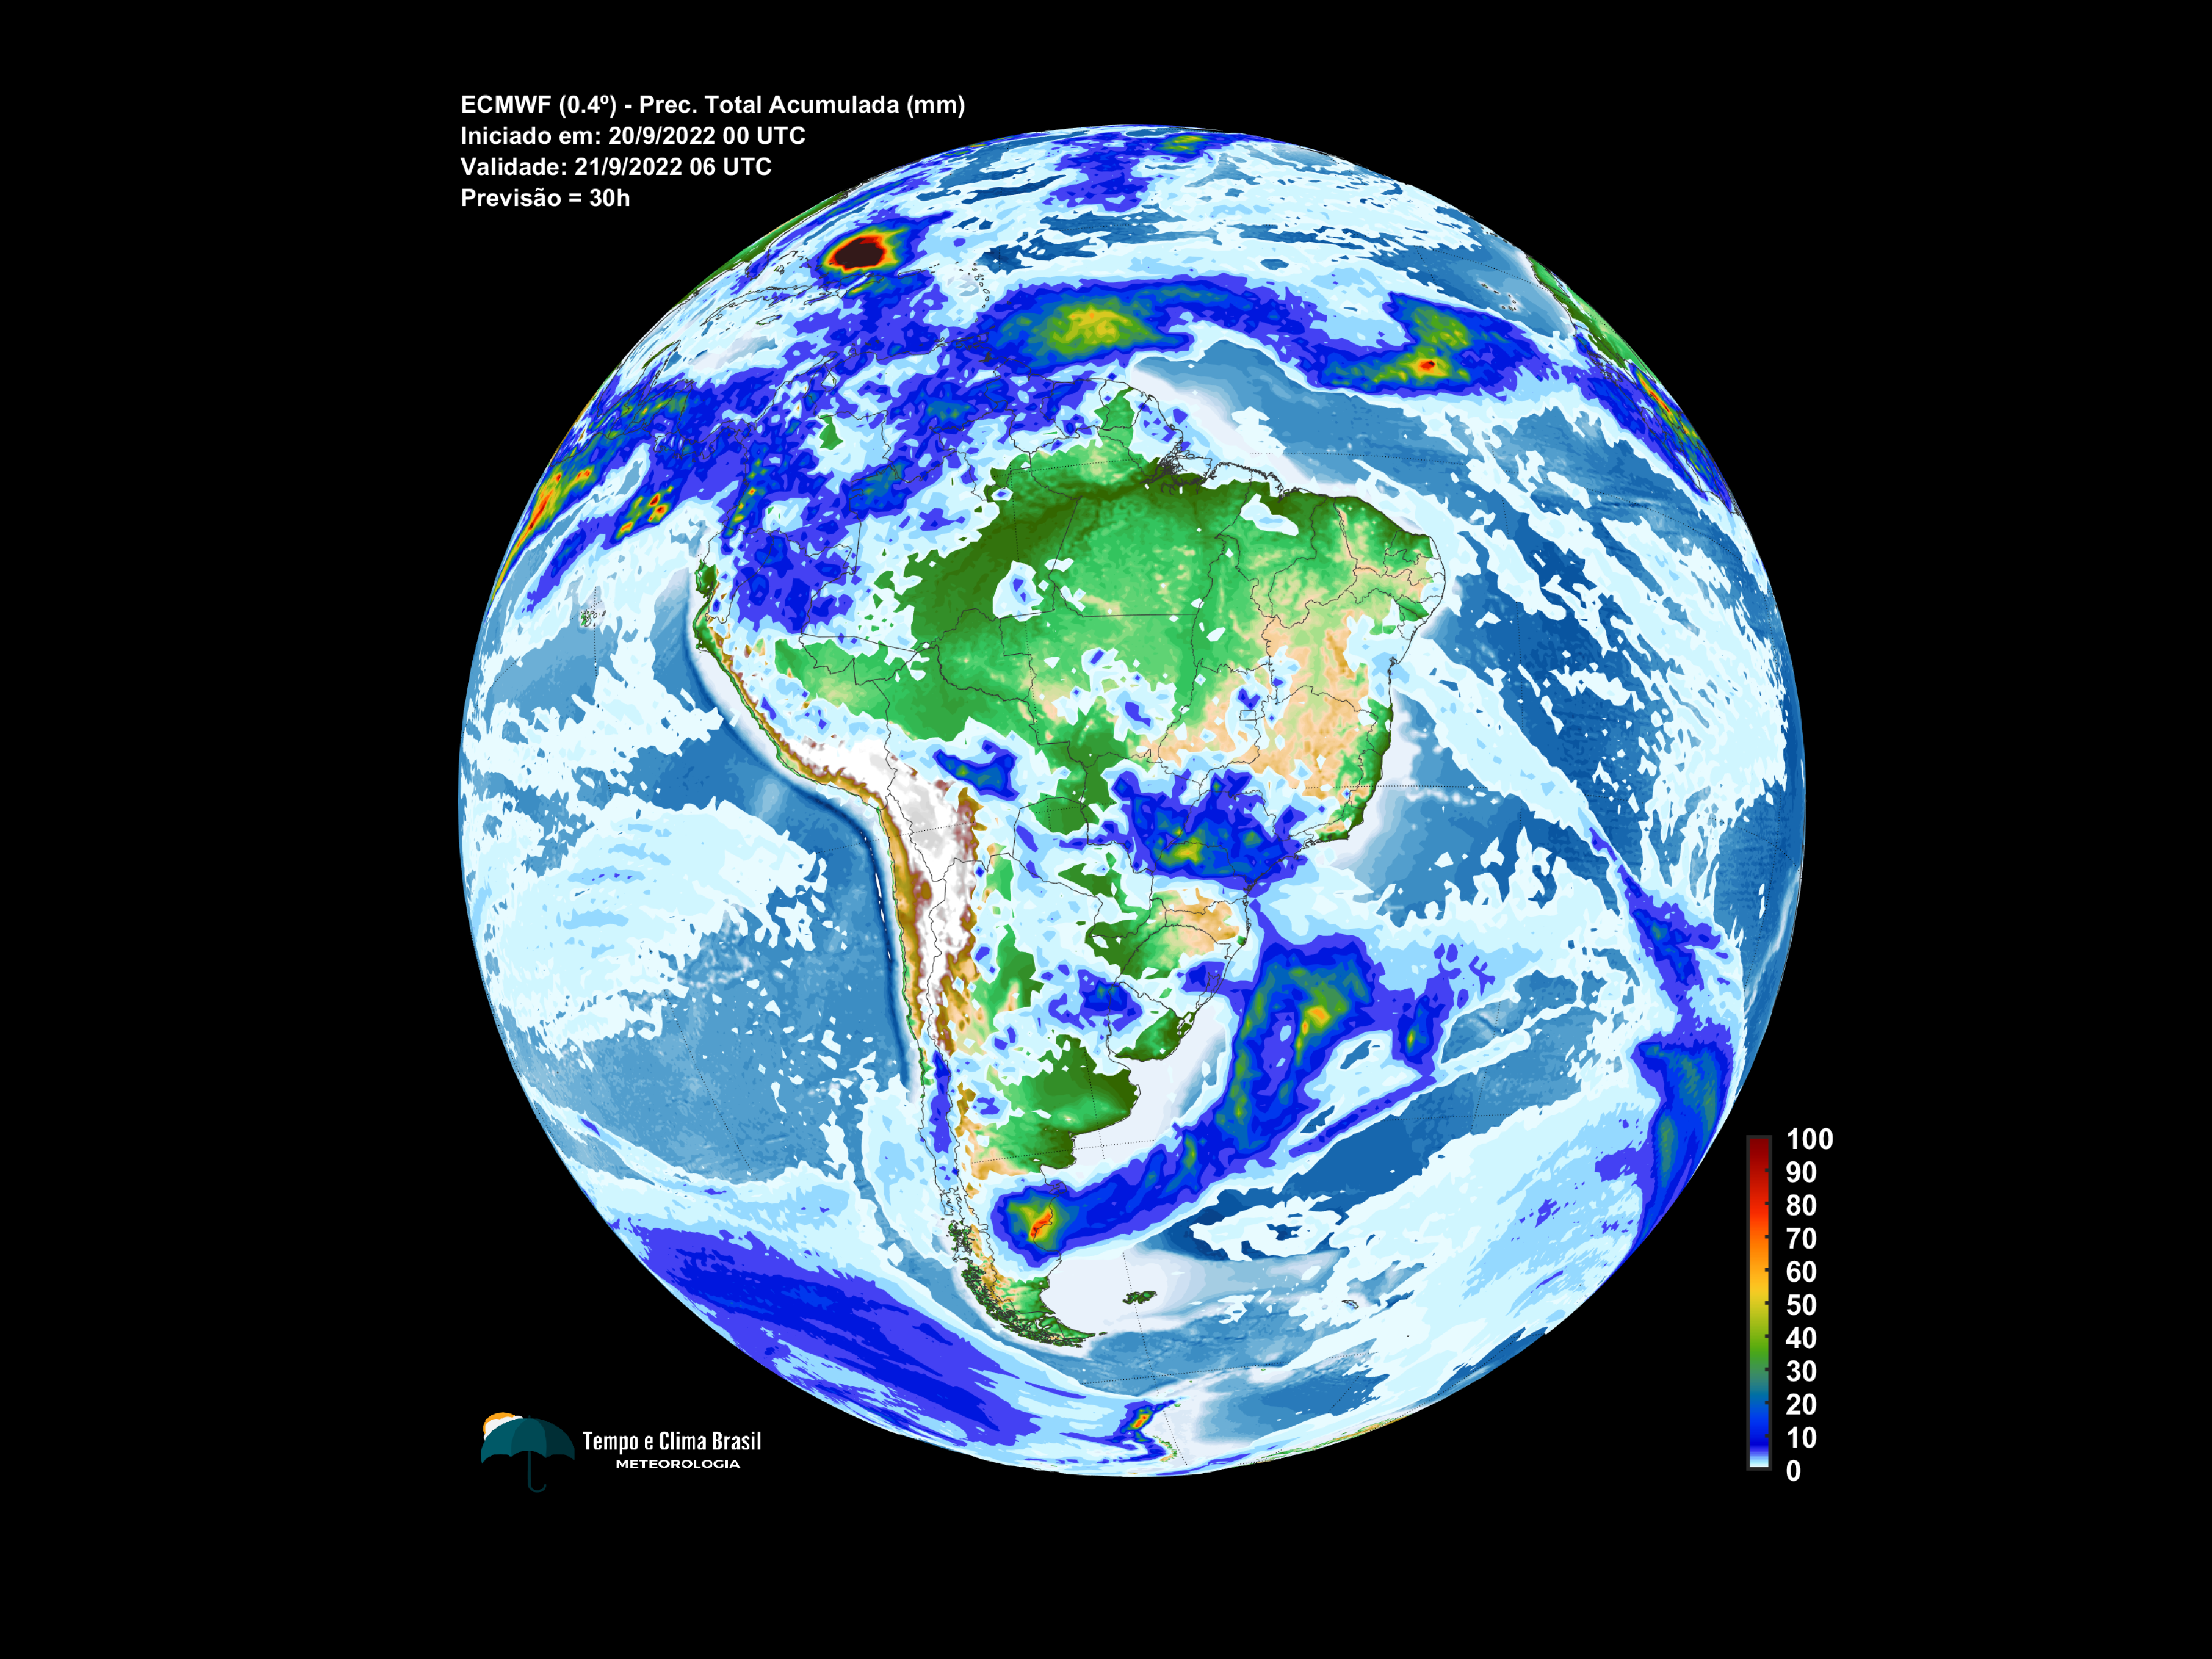 ECMWF (0.4º) - Prec. Total Acumulada (mm)
Iniciado em: 20/9/2022 00 UTC
Validade: 21/9/2022 06 UTC
Previsão = 30h
100
90
80
70
60
50
40
30
20
10
0
Tempo e Clima Brasil
METEOROLOGIA